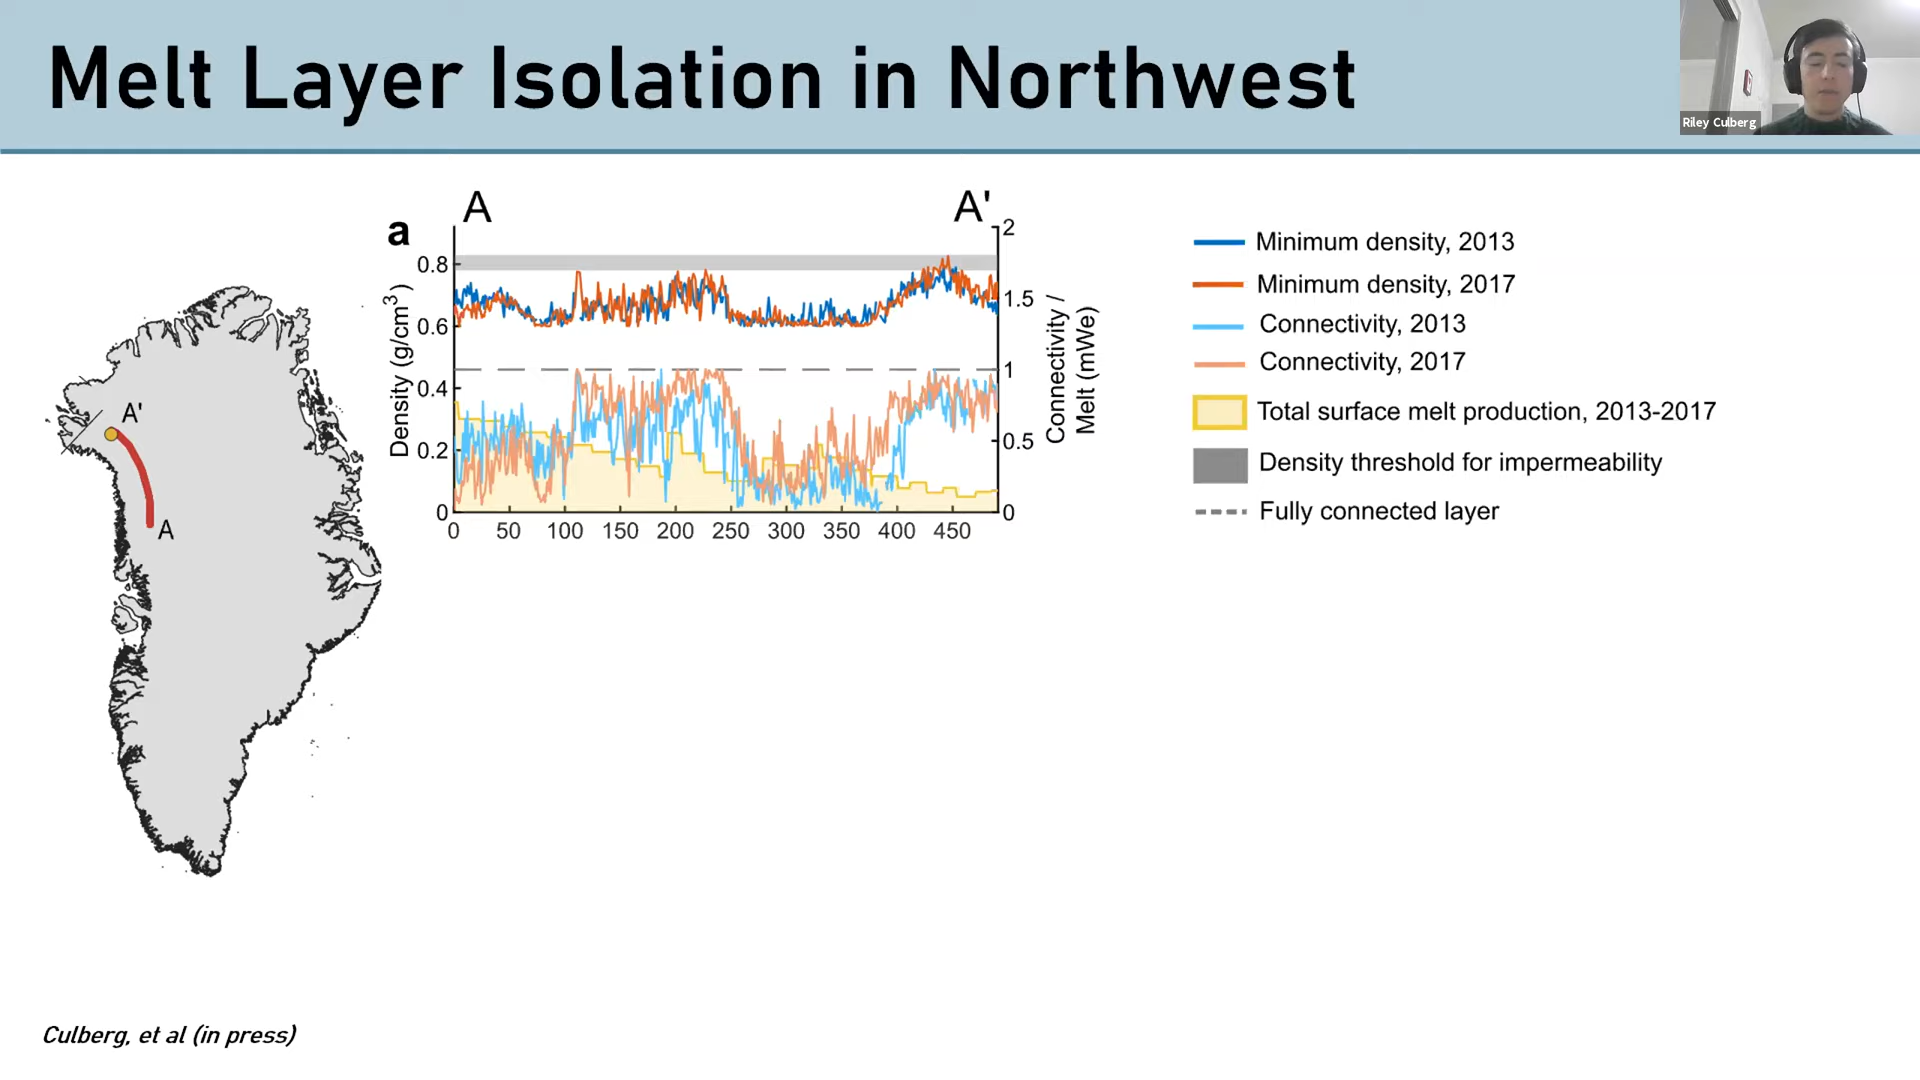 Melt Layer Isolation in Northwest
Riley Culberg
A
A'
a
0.8
0.6
0.4
0.2
0
Density (g/cm³)
2
1.5
1
0.5
0
Connectivity /
Melt (mWe)
0 50 100 150 200 250 300 350 400 450
Minimum density, 2013
Minimum density, 2017
Connectivity, 2013
Connectivity, 2017
Total surface melt production, 2013-2017
Density threshold for impermeability
Fully connected layer
A'
A
Culberg, et al (in press)